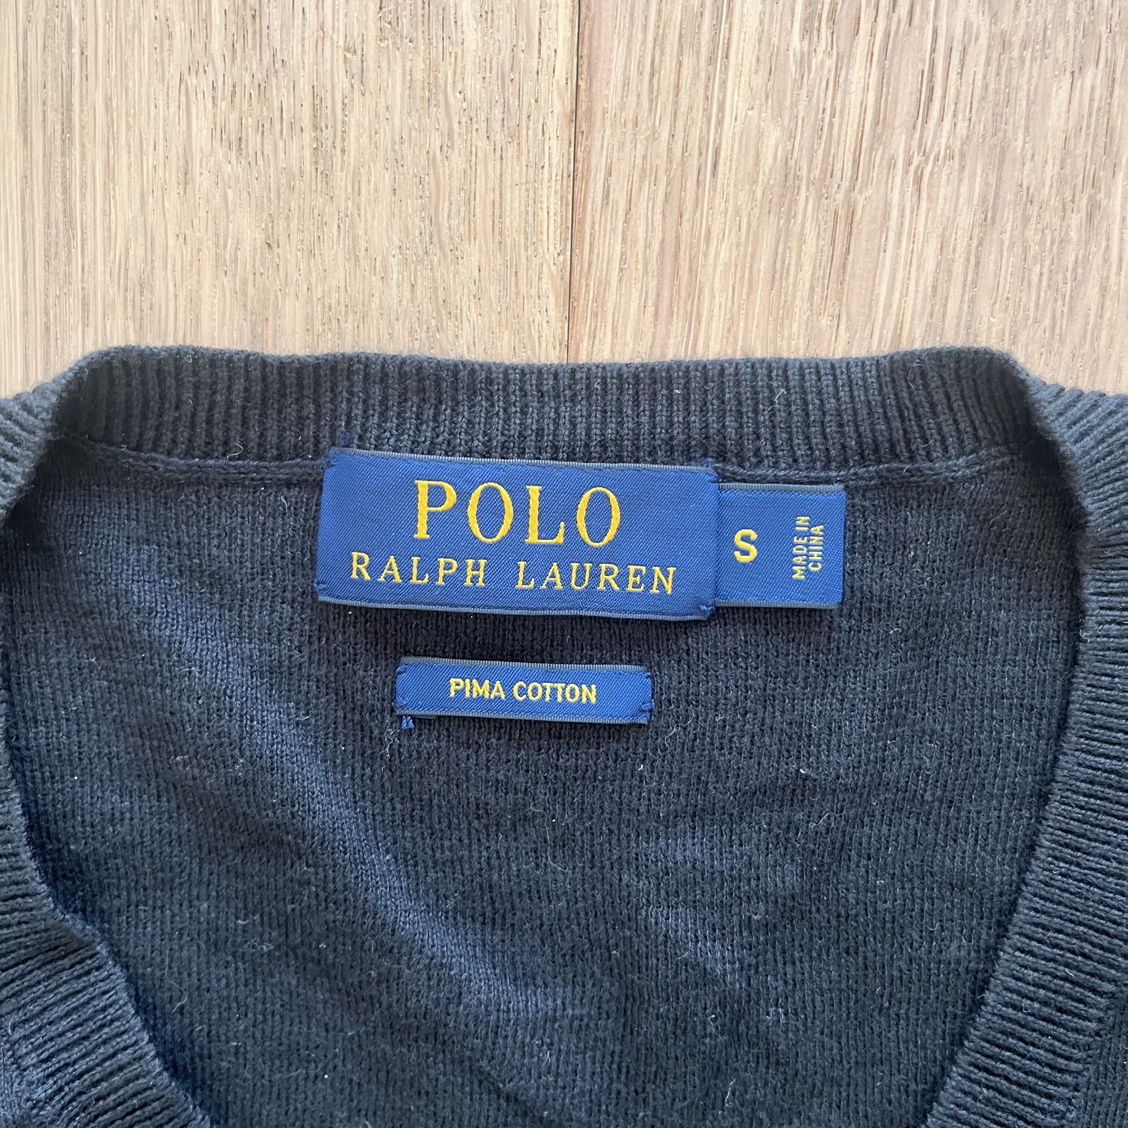 POLO
RALPH LAUREN
S
MADE IN
CHINA
PIMA COTTON